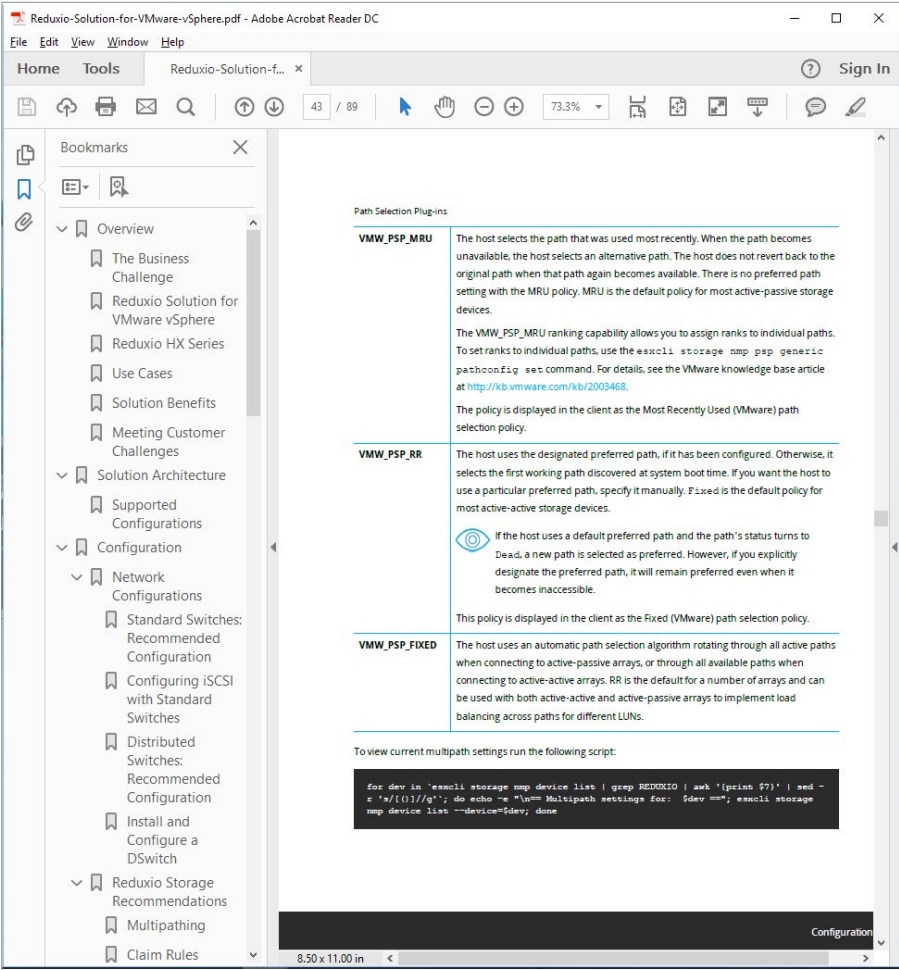 Reduxio-Solution-for-VMware-vSphere.pdf - Adobe Acrobat Reader DC
File Edit View Window Help
Home Tools Reduxio-Solution-f... × ? Sign In
43 / 89 73.3%
Bookmarks
Overview
The Business
Challenge
Reduxio Solution for
VMware vSphere
Reduxio HX Series
Use Cases
Solution Benefits
Meeting Customer
Challenges
Solution Architecture
Supported
Configurations
Configuration
Network
Configurations
Standard Switches:
Recommended
Configuration
Configuring iSCSI
with Standard
Switches
Distributed
Switches:
Recommended
Configuration
Install and
Configure a
DSwitch
Reduxio Storage
Recommendations
Multipathing
Claim Rules
Path Selection Plug-ins
VMW_PSP_MRU
The host selects the path that was used most recently. When the path becomes
unavailable, the host selects an alternative path. The host does not revert back to the
original path when that path again becomes available. There is no preferred path
setting with the MRU policy. MRU is the default policy for most active-passive storage
devices.
The VMW_PSP_MRU ranking capability allows you to assign ranks to individual paths.
To set ranks to individual paths, use the esxcli storage nmp psp generic
pathconfig set command. For details, see the VMware knowledge base article
at http://kb.vmware.com/kb/2003468.
The policy is displayed in the client as the Most Recently Used (VMware) path
selection policy.
VMW_PSP_RR
The host uses the designated preferred path, if it has been configured. Otherwise, it
selects the first working path discovered at system boot time. If you want the host to
use a particular preferred path, specify it manually. Fixed is the default policy for
most active-active storage devices.
If the host uses a default preferred path and the path's status turns to
Dead, a new path is selected as preferred. However, if you explicitly
designate the preferred path, it will remain preferred even when it
becomes inaccessible.
This policy is displayed in the client as the Fixed (VMware) path selection policy.
VMW_PSP_FIXED
The host uses an automatic path selection algorithm rotating through all active paths
when connecting to active-passive arrays, or through all available paths when
connecting to active-active arrays. RR is the default for a number of arrays and can
be used with both active-active and active-passive arrays to implement load
balancing across paths for different LUNs.
To view current multipath settings run the following script:
for dev in `esxcli storage nmp device list | grep REDUXIO | awk '{print $7}' | sed -
r 's/[()]//g'`; do echo -e "\n== Multipath settings for: $dev =="; esxcli storage
nmp device list --device=$dev; done
Configuration
8.50 x 11.00 in